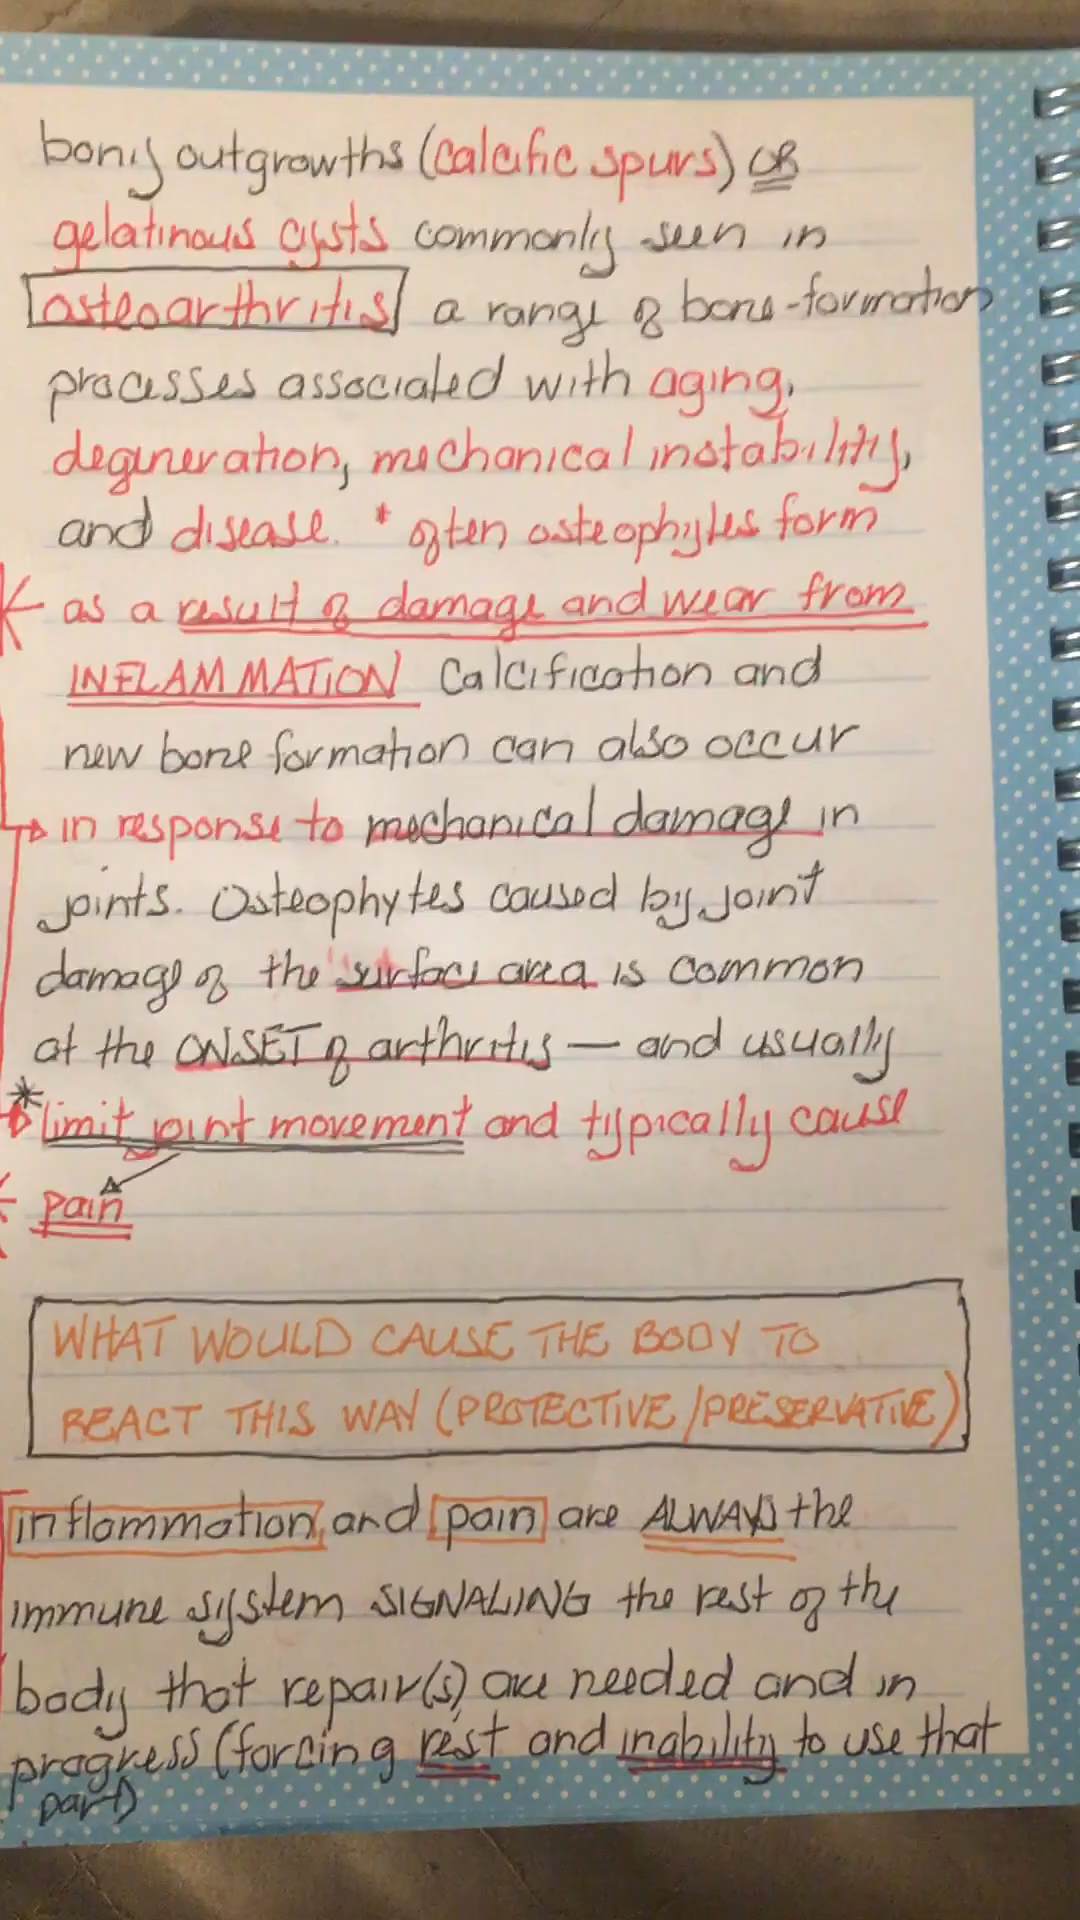 bony outgrowths (calcific spurs) OR
gelatinous cysts commonly seen in
osteoarthritis a range of bone-formation
processes associated with aging,
degeneration, mechanical instability,
and disease. * often osteophytes form
as a result of damage and wear from
INFLAMMATION Calcification and
new bone formation can also occur
in response to mechanical damage in
joints. Osteophytes caused by joint
damage of the surface area is common
at the ONSET of arthritis — and usually
* limit joint movement and typically cause
pain
WHAT WOULD CAUSE THE BODY TO
REACT THIS WAY (PROTECTIVE/PRESERVATIVE)
inflammation, and pain are ALWAYS the
immune system SIGNALING the rest of the
body that repair(s) are needed and in
progress (forcing rest and inability to use that
part)